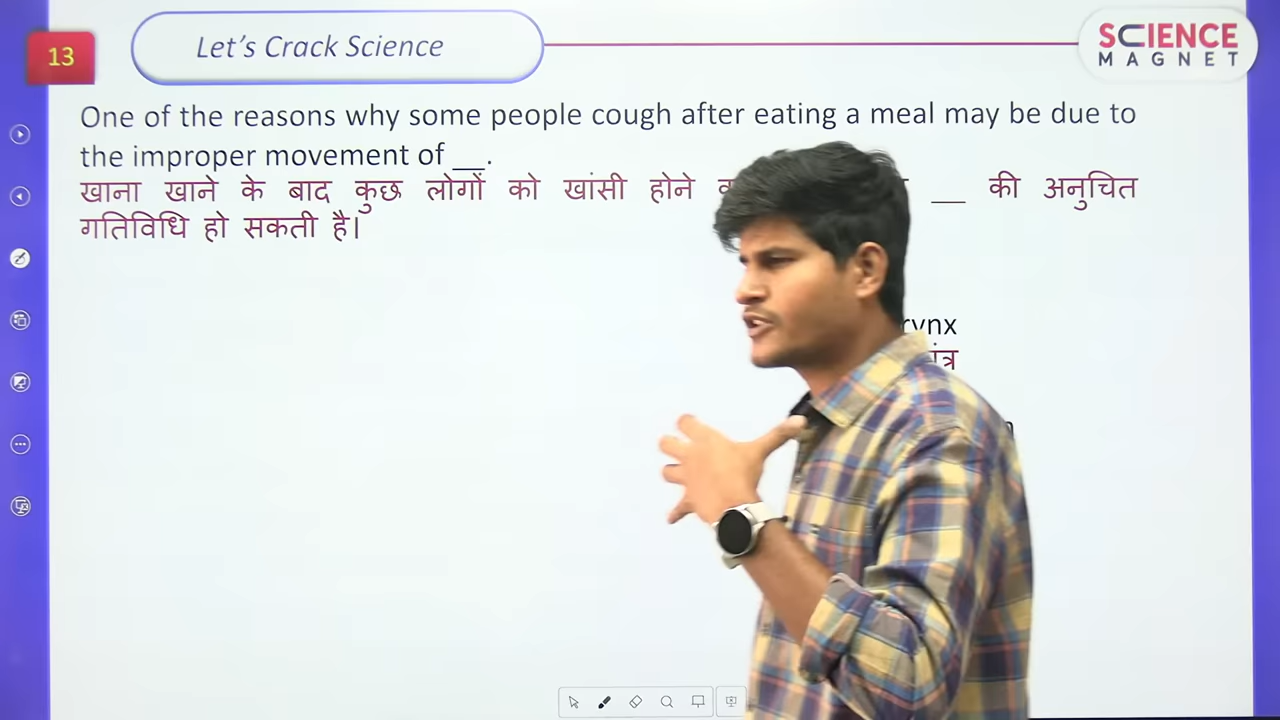 13
Let's Crack Science
SCIENCE
MAGNET
One of the reasons why some people cough after eating a meal may be due to
the improper movement of __.
खाना खाने के बाद कुछ लोगों को खांसी होने __ की अनुचित
गतिविधि हो सकती है।